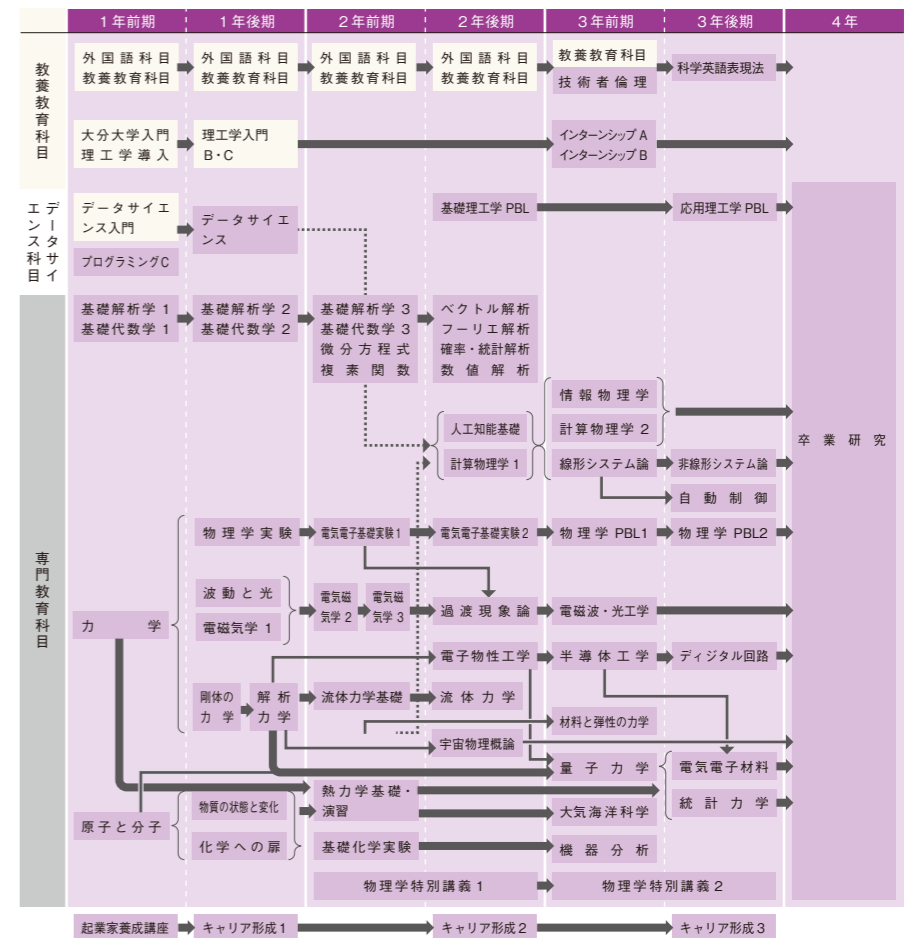 1年前期
1年後期
2年前期
2年後期
3年前期
3年後期
4年
教養教育科目
外国語科目
教養教育科目
外国語科目
教養教育科目
外国語科目
教養教育科目
外国語科目
教養教育科目
教養教育科目
技術者倫理
科学英語表現法
大分大学入門
理工学導入
理工学入門
B・C
インターンシップA
インターンシップB
データサイ
エンス科目
データサイエ
ンス入門
プログラミングC
データサイエ
ンス
基礎理工学PBL
応用理工学PBL
専門教育科目
基礎解析学1
基礎代数学1
基礎解析学2
基礎代数学2
基礎解析学3
基礎代数学3
微分方程式
複素関数
ベクトル解析
フーリエ解析
確率・統計解析
数値解析
人工知能基礎
計算物理学1
情報物理学
計算物理学2
線形システム論
非線形システム論
自動制御
卒業研究
物理学実験
電気電子基礎実験1
電気電子基礎実験2
物理学PBL1
物理学PBL2
力学
波動と光
電磁気学1
電気磁
気学2
電気磁
気学3
過渡現象論
電磁波・光工学
電子物性工学
半導体工学
ディジタル回路
剛体の
力学
解析
力学
流体力学基礎
流体力学
材料と弾性の力学
宇宙物理概論
量子力学
電気電子材料
統計力学
原子と分子
物質の状態と変化
化学への扉
熱力学基礎・
演習
大気海洋科学
基礎化学実験
機器分析
物理学特別講義1
物理学特別講義2
起業家養成講座
キャリア形成1
キャリア形成2
キャリア形成3